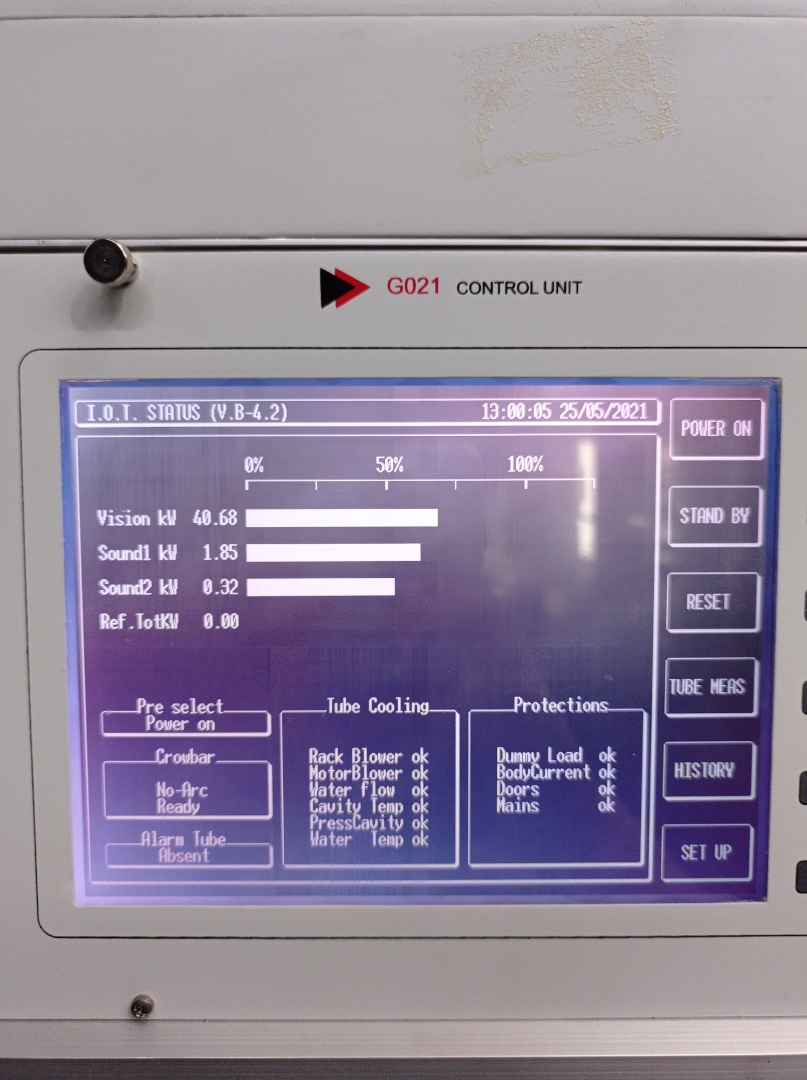 G021 CONTROL UNIT
I.O.T. STATUS (V.B-4.2) 13:00:05 25/05/2021
POWER ON
0% 50% 100%
Vision kW 40.68
STAND BY
Sound1 kW 1.85
Sound2 kW 0.32
RESET
Ref.TotKW 0.00
TUBE MEAS
Pre select
Power on
Crowbar
No-Arc
Ready
Alarm Tube
Absent
Tube Cooling
Rack Blower ok
MotorBlower ok
Water flow ok
Cavity Temp ok
PressCavity ok
Water Temp ok
Protections
Dummy Load ok
BodyCurrent ok
Doors ok
Mains ok
HISTORY
SET UP